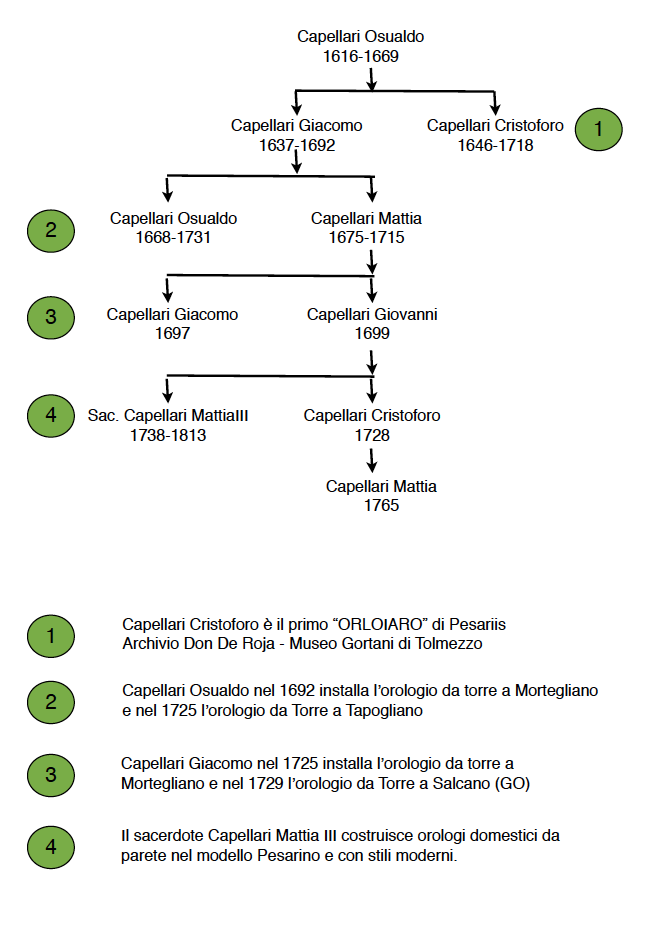 Capellari Osualdo
1616-1669
Capellari Giacomo
1637-1692
Capellari Cristoforo
1646-1718
1
2
Capellari Osualdo
1668-1731
Capellari Mattia
1675-1715
3
Capellari Giacomo
1697
Capellari Giovanni
1699
4
Sac. Capellari MattiaIII
1738-1813
Capellari Cristoforo
1728
Capellari Mattia
1765
1
Capellari Cristoforo è il primo “ORLOIARO” di Pesariis
Archivio Don De Roja - Museo Gortani di Tolmezzo
2
Capellari Osualdo nel 1692 installa l’orologio da torre a Mortegliano
e nel 1725 l’orologio da Torre a Tapogliano
3
Capellari Giacomo nel 1725 installa l’orologio da torre a
Mortegliano e nel 1729 l’orologio da Torre a Salcano (GO)
4
Il sacerdote Capellari Mattia III costruisce orologi domestici da
parete nel modello Pesarino e con stili moderni.